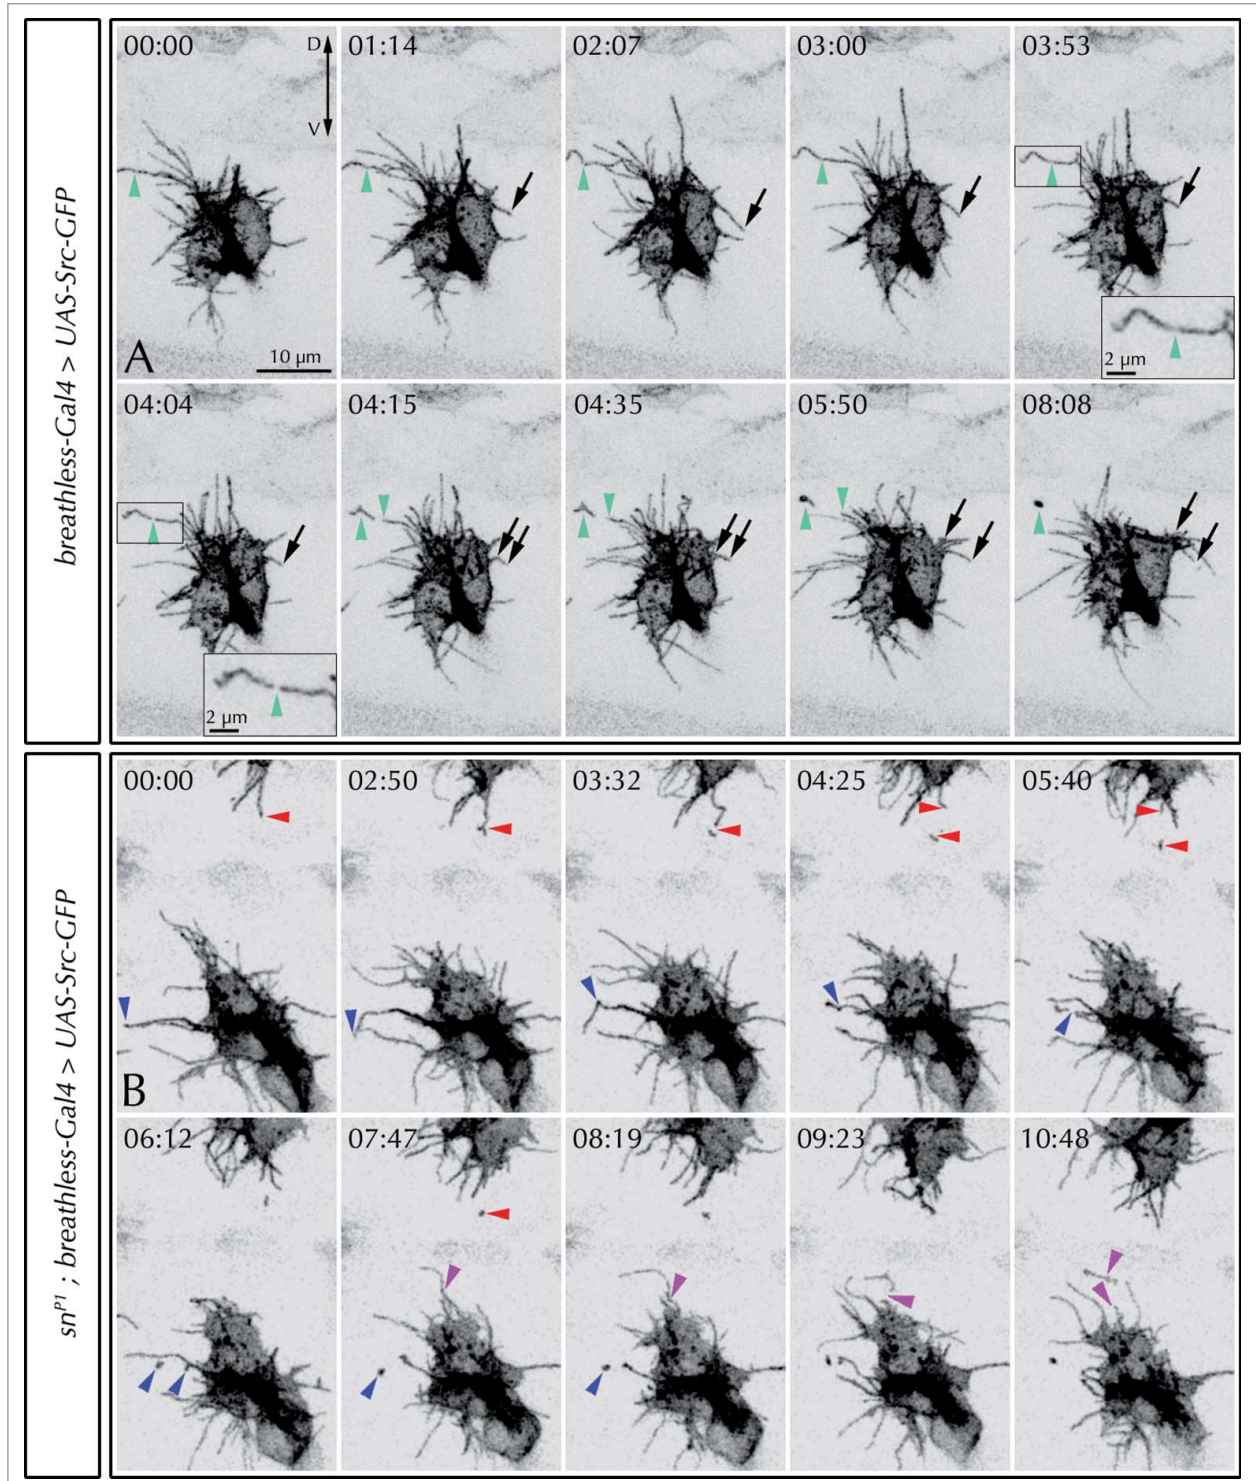 breathless-Gal4 > UAS-Src-GFP
00:00
D
V
01:14
02:07
03:00
03:53
A
10 µm
2 µm
04:04
04:15
04:35
05:50
08:08
2 µm
sn^P1 ; breathless-Gal4 > UAS-Src-GFP
00:00
02:50
03:32
04:25
05:40
B
06:12
07:47
08:19
09:23
10:48